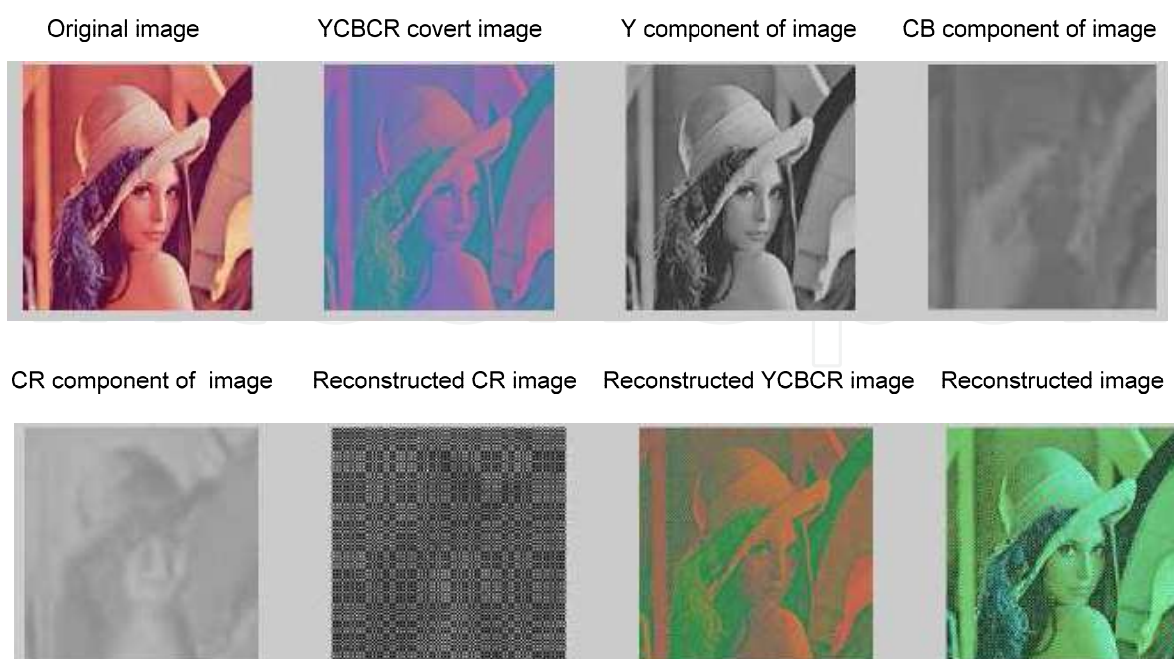 Original image
YCBCR covert image
Y component of image
CB component of image
CR component of image
Reconstructed CR image
Reconstructed YCBCR image
Reconstructed image